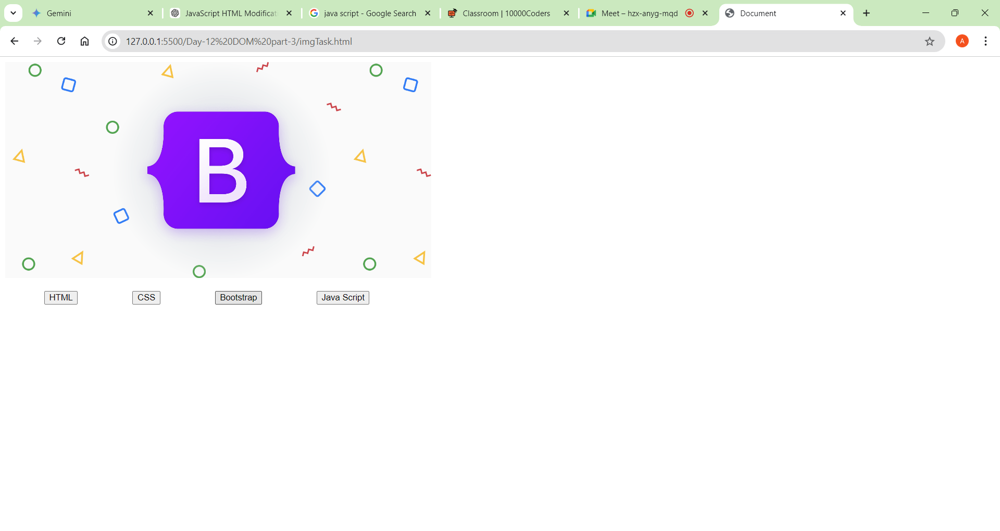 Gemini
JavaScript HTML Modificati
java script - Google Search
Classroom | 10000Coders
Meet – hzx-anyg-mqd
Document
127.0.0.1:5500/Day-12%20DOM%20part-3/imgTask.html
A
B
HTML
CSS
Bootstrap
Java Script